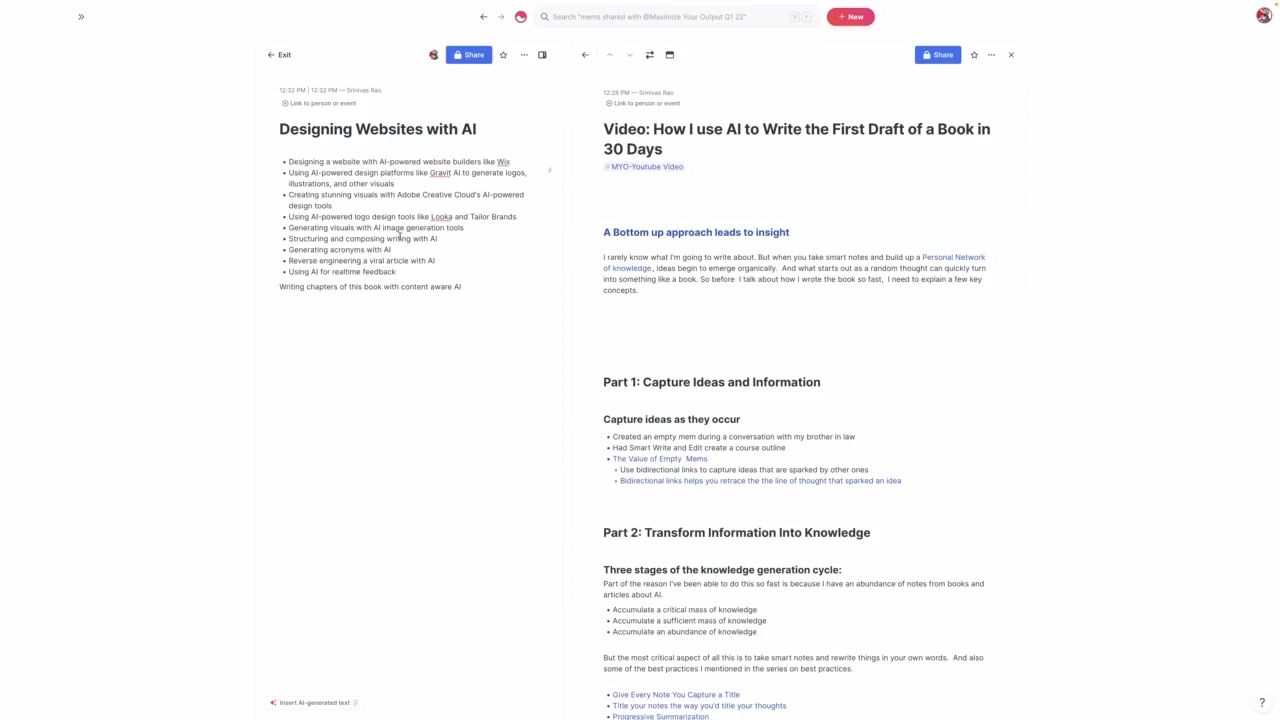 Search "mems shared with @Maximize Your Output Q1 22"
⌘ K
+ New
Exit
Share
12:32 PM | 12:32 PM — Srinivas Rao
Link to person or event
Designing Websites with AI
• Designing a website with AI-powered website builders like Wix
• Using AI-powered design platforms like Gravit AI to generate logos,
illustrations, and other visuals
• Creating stunning visuals with Adobe Creative Cloud's AI-powered
design tools
• Using AI-powered logo design tools like Looka and Tailor Brands
• Generating visuals with AI image generation tools
• Structuring and composing writing with AI
• Generating acronyms with AI
• Reverse engineering a viral article with AI
• Using AI for realtime feedback
Writing chapters of this book with content aware AI
Insert AI-generated text /
Share
12:28 PM — Srinivas Rao
Link to person or event
Video: How I use AI to Write the First Draft of a Book in
30 Days
#MYO-Youtube Video
A Bottom up approach leads to insight
I rarely know what I'm going to write about. But when you take smart notes and build up a Personal Network
of knowledge, ideas begin to emerge organically. And what starts out as a random thought can quickly turn
into something like a book. So before I talk about how I wrote the book so fast, I need to explain a few key
concepts.
Part 1: Capture Ideas and Information
Capture ideas as they occur
• Created an empty mem during a conversation with my brother in law
• Had Smart Write and Edit create a course outline
• The Value of Empty Mems
Use bidirectional links to capture ideas that are sparked by other ones
Bidirectional links helps you retrace the the line of thought that sparked an idea
Part 2: Transform Information Into Knowledge
Three stages of the knowledge generation cycle:
Part of the reason I've been able to do this so fast is because I have an abundance of notes from books and
articles about AI.
• Accumulate a critical mass of knowledge
• Accumulate a sufficient mass of knowledge
• Accumulate an abundance of knowledge
But the most critical aspect of all this is to take smart notes and rewrite things in your own words. And also
some of the best practices I mentioned in the series on best practices.
• Give Every Note You Capture a Title
• Title your notes the way you'd title your thoughts
• Progressive Summarization
?